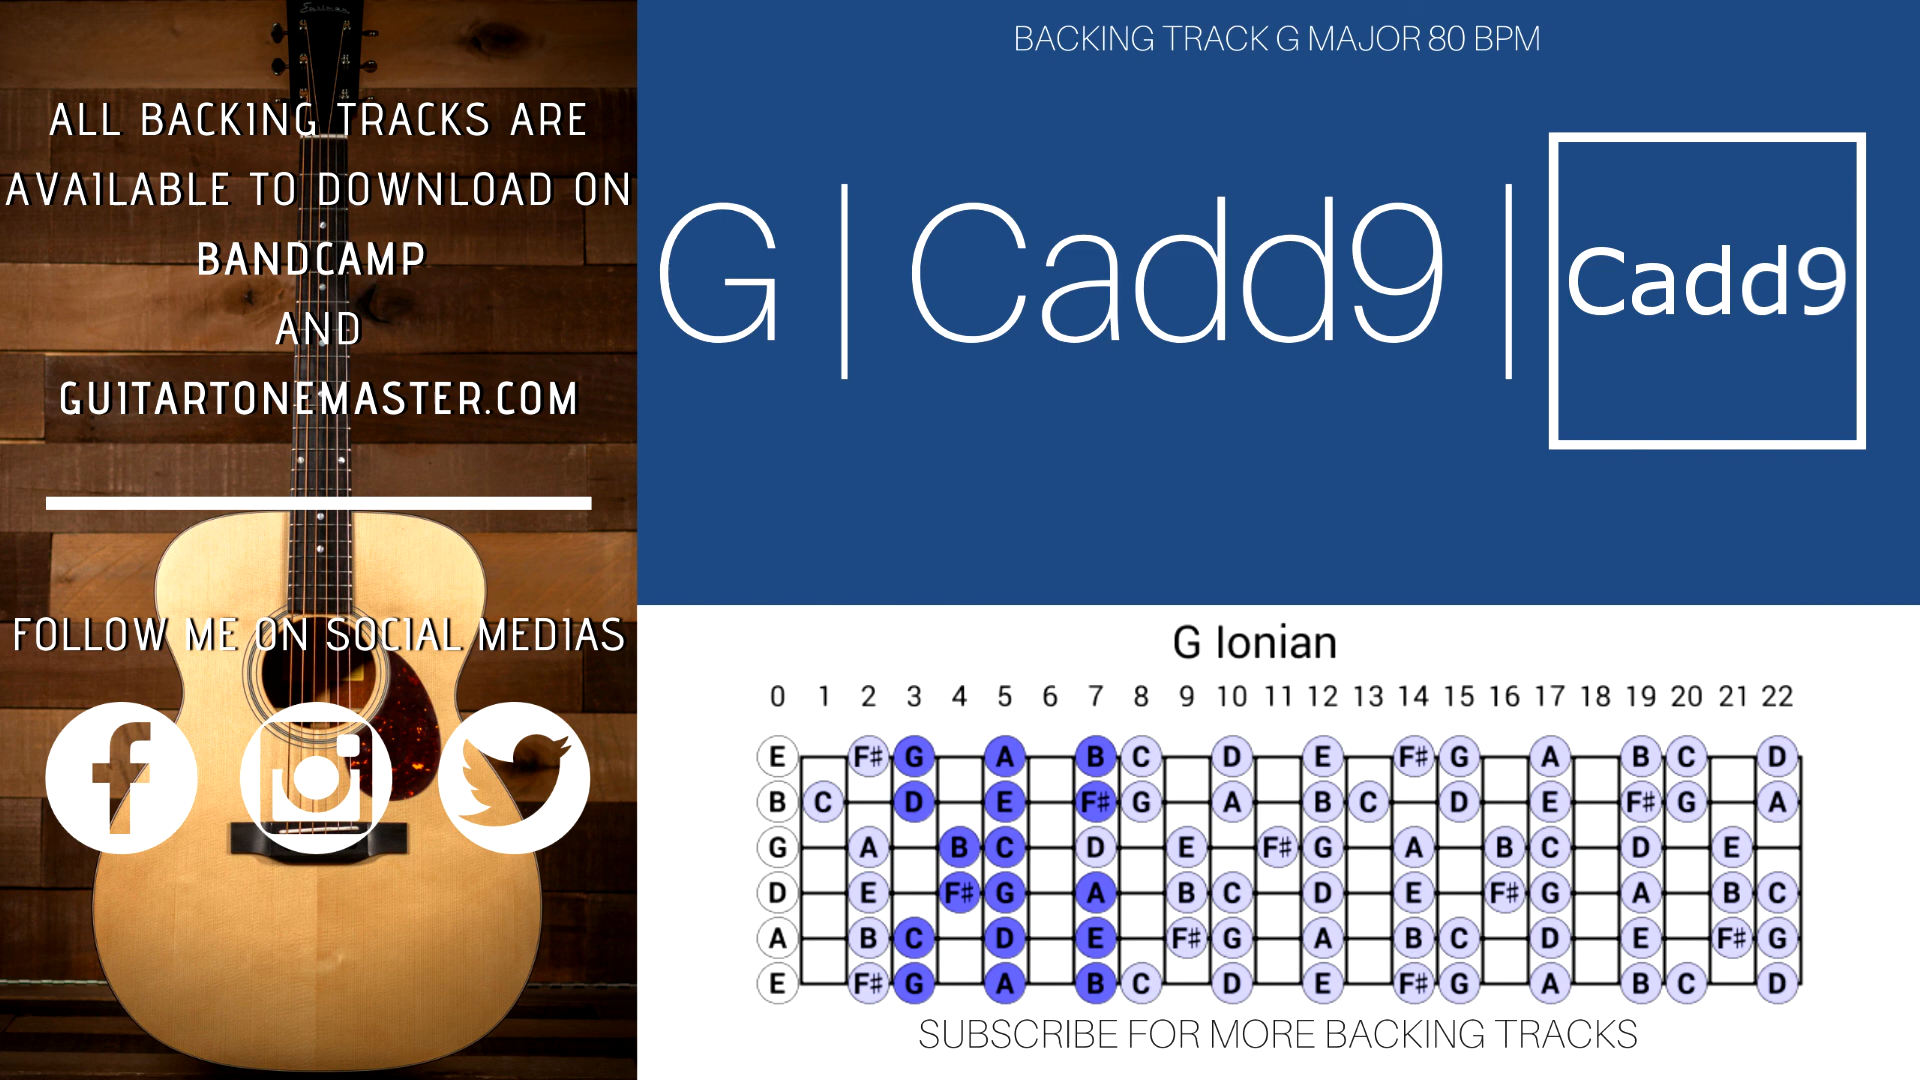 Eastman
ALL BACKING TRACKS ARE
AVAILABLE TO DOWNLOAD ON
BANDCAMP
AND
GUITARTONEMASTER.COM
FOLLOW ME ON SOCIAL MEDIAS
BACKING TRACK G MAJOR 80 BPM
G | Cadd9 |
Cadd9
G Ionian
0 1 2 3 4 5 6 7 8 9 10 11 12 13 14 15 16 17 18 19 20 21 22
E F# G A B C D E F# G A B C D
B C D E F# G A B C D E F# G A
G A B C D E F# G A B C D E
D E F# G A B C D E F# G A B C
A B C D E F# G A B C D E F# G
E F# G A B C D E F# G A B C D
SUBSCRIBE FOR MORE BACKING TRACKS